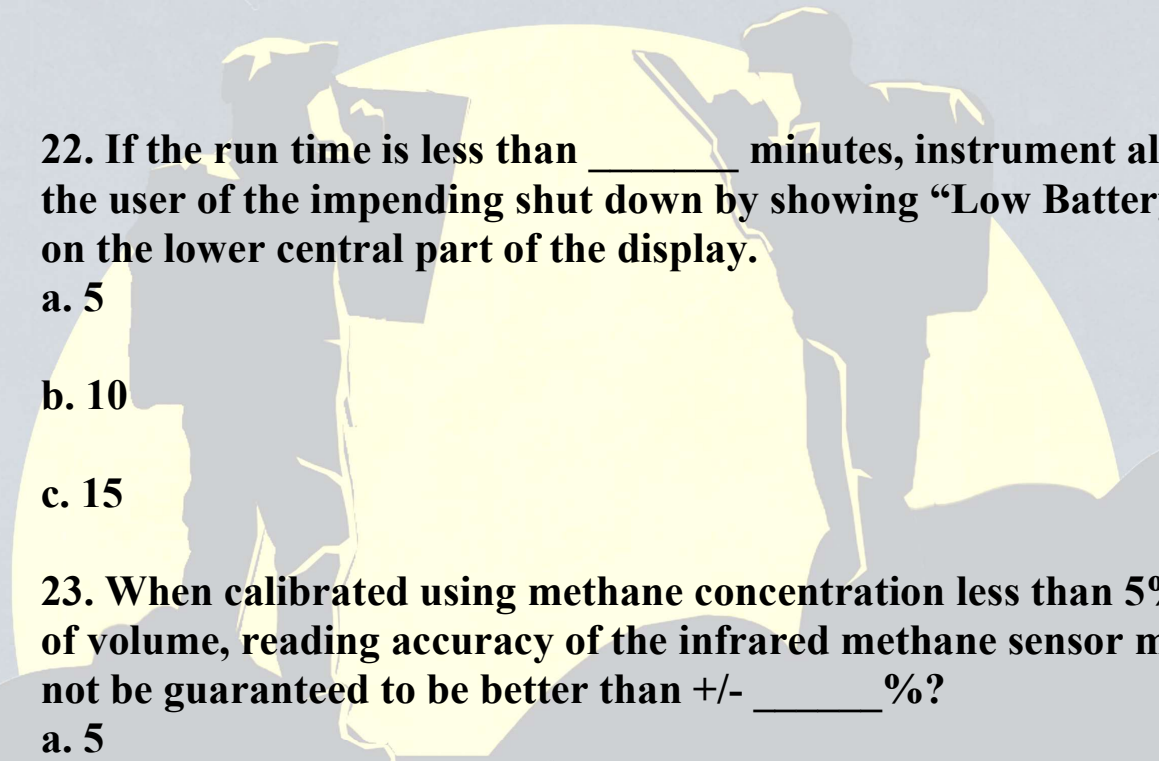 22. If the run time is less than _______ minutes, instrument al
the user of the impending shut down by showing “Low Battery
on the lower central part of the display.
a. 5
b. 10
c. 15
23. When calibrated using methane concentration less than 5%
of volume, reading accuracy of the infrared methane sensor m
not be guaranteed to be better than +/- ______%?
a. 5